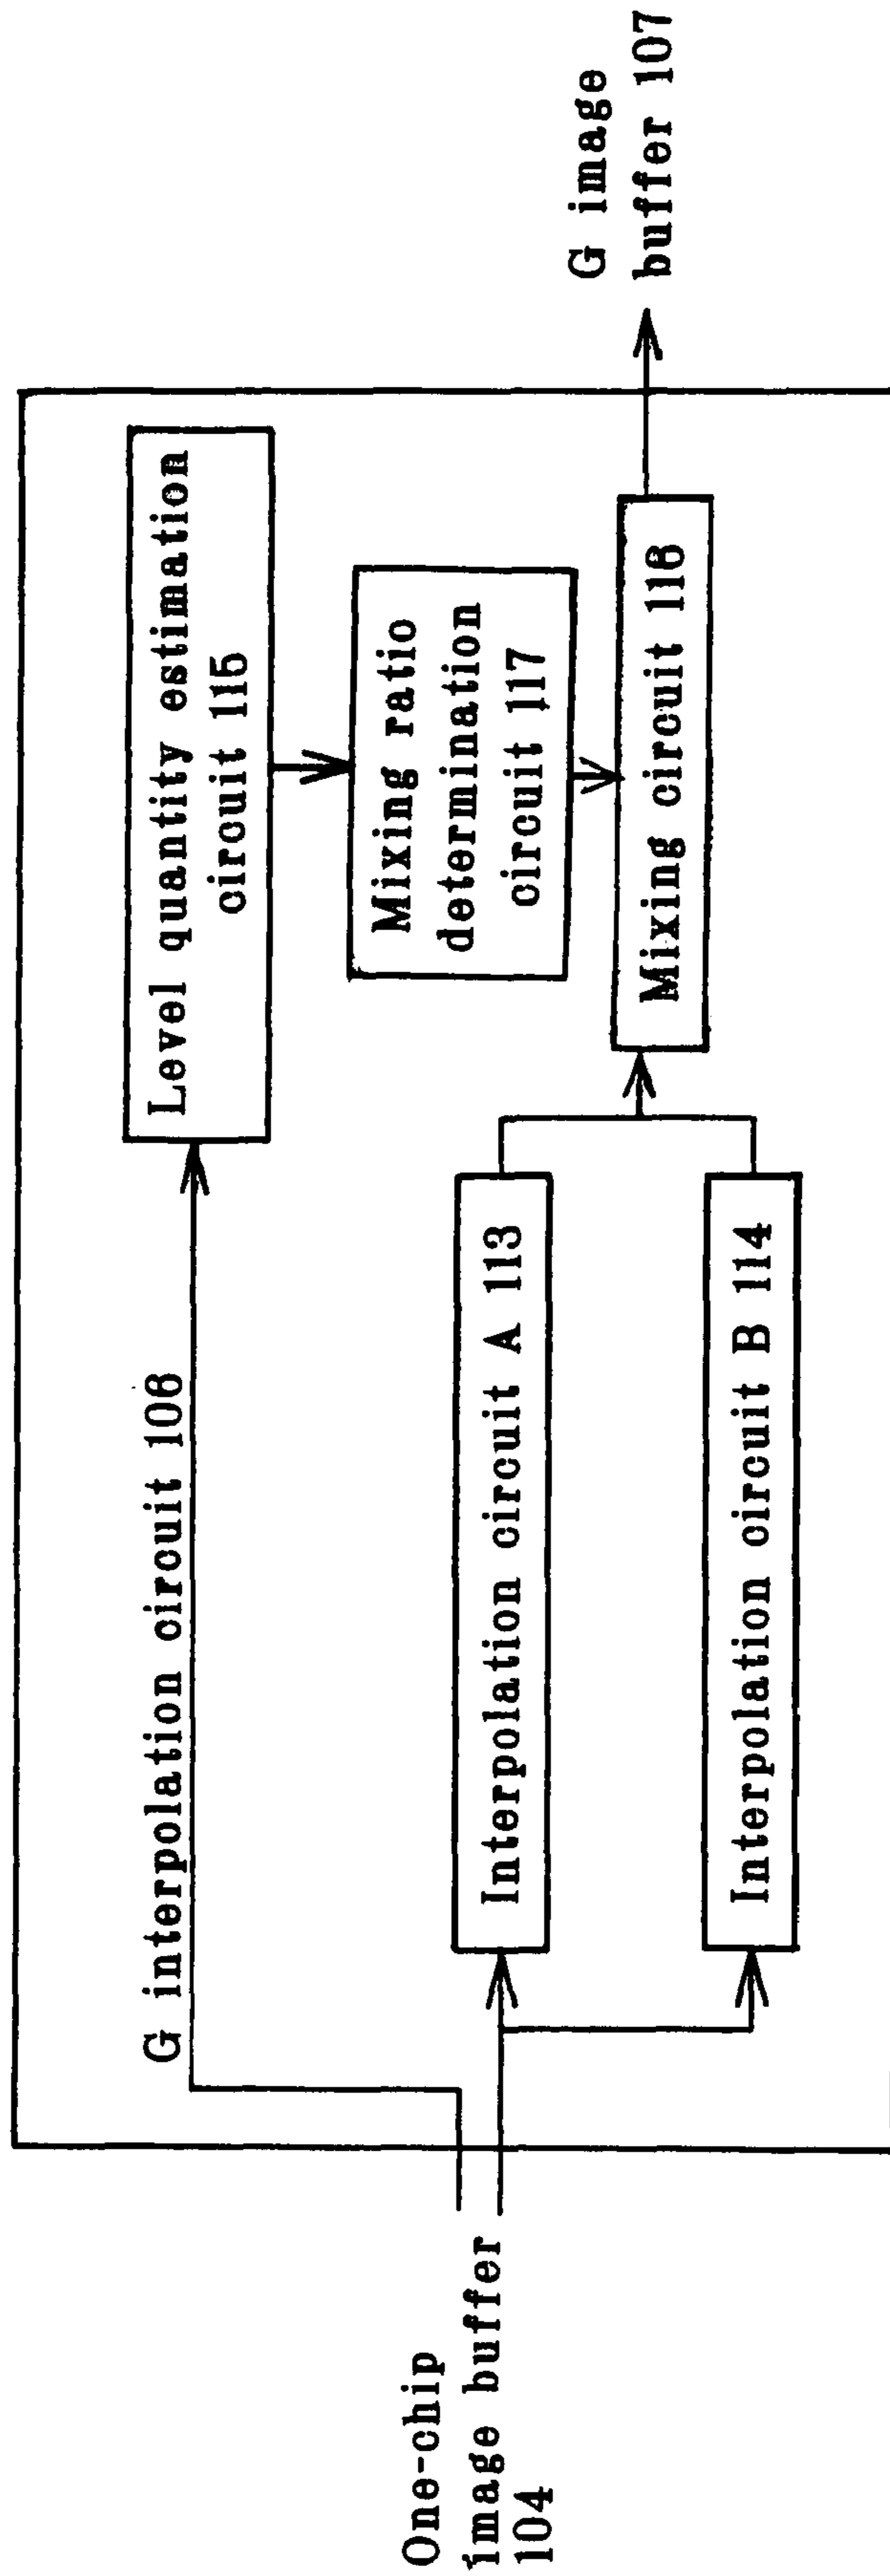 One-chip
image buffer
104
G interpolation circuit 106
Level quantity estimation
circuit 115
Mixing ratio
determination
circuit 117
Interpolation circuit A 113
Interpolation circuit B 114
Mixing circuit 116
G image
buffer 107